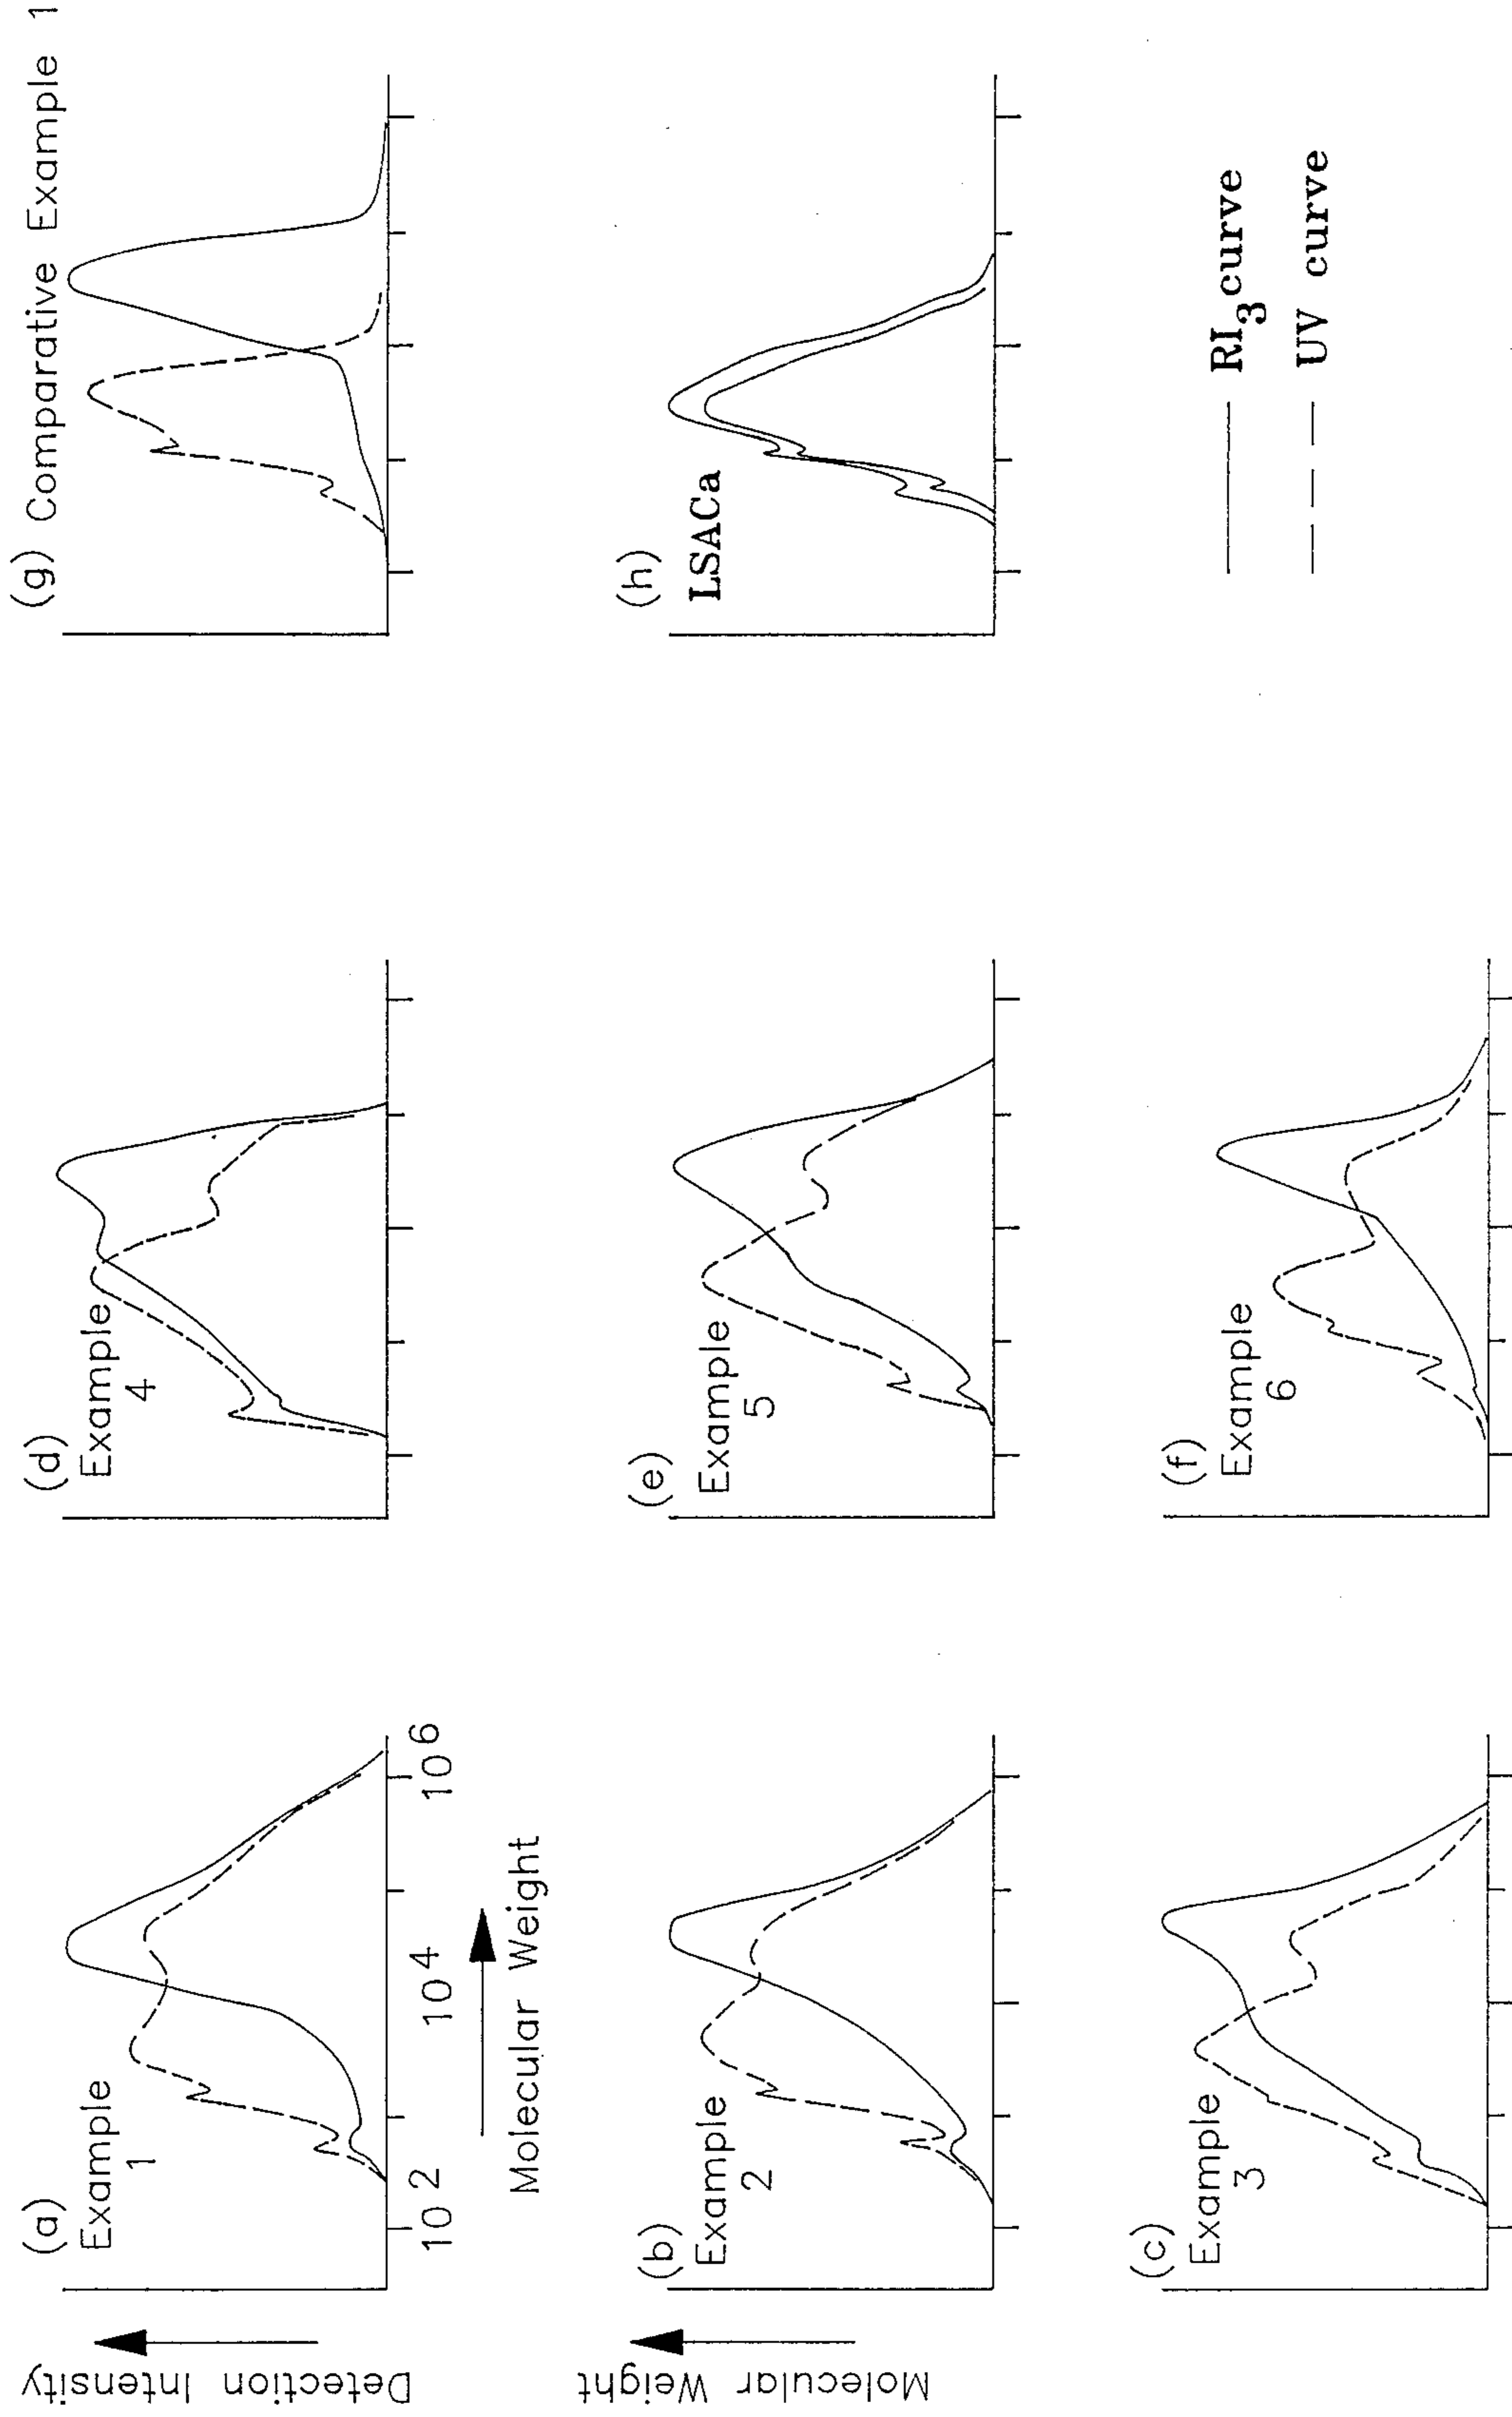 (a)
Example
1
10^2
10^4
10^6
Molecular Weight
Detection Intensity
(b)
Example
2
Molecular Weight
(c)
Example
3
(d)
Example
4
(e)
Example
5
(f)
Example
6
(g) Comparative Example 1
(h)
LSACa
RI_3 curve
UV curve